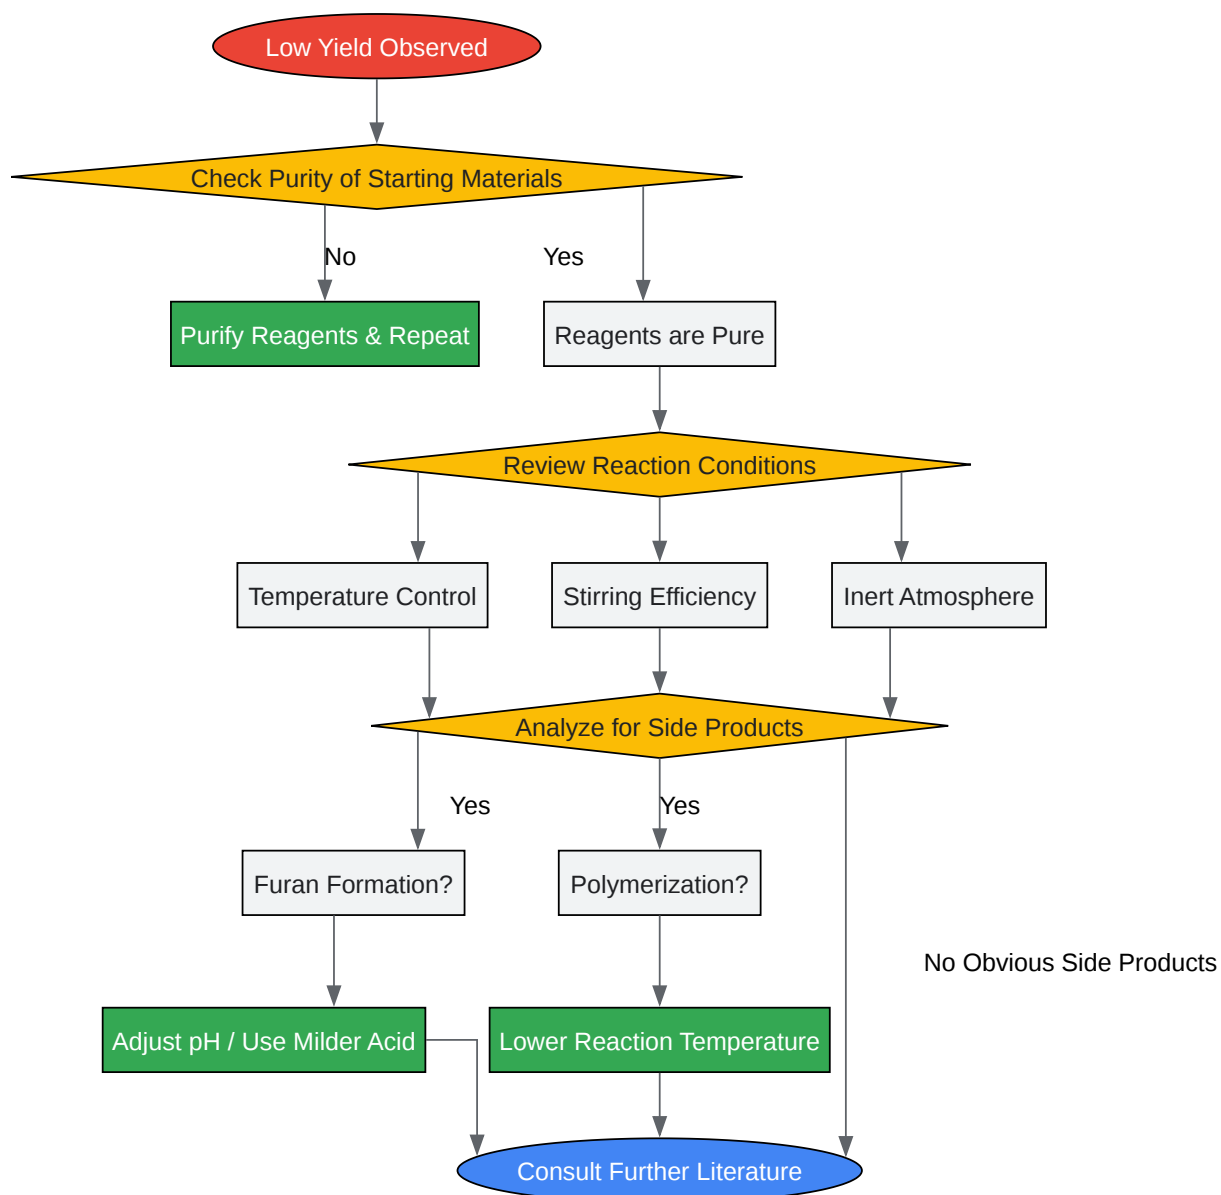 Low Yield Observed
Check Purity of Starting Materials
No
Yes
Purify Reagents & Repeat
Reagents are Pure
Review Reaction Conditions
Temperature Control
Stirring Efficiency
Inert Atmosphere
Analyze for Side Products
Yes
Yes
Furan Formation?
Polymerization?
No Obvious Side Products
Adjust pH / Use Milder Acid
Lower Reaction Temperature
Consult Further Literature